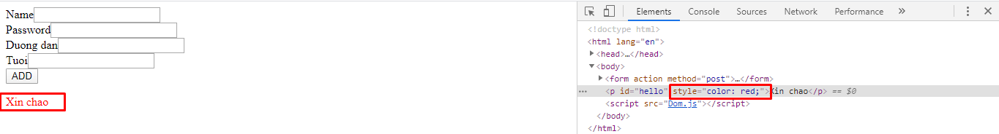 Name
Password
Duong dan
Tuoi
ADD
Xin chao
Elements Console Sources Network Performance »
<!doctype html>
<html lang="en">
<head>…</head>
<body>
<form action method="post">…</form>
… <p id="hello" style="color: red;">Xin chao</p> == $0
<script src="Dom.js"></script>
</body>
</html>